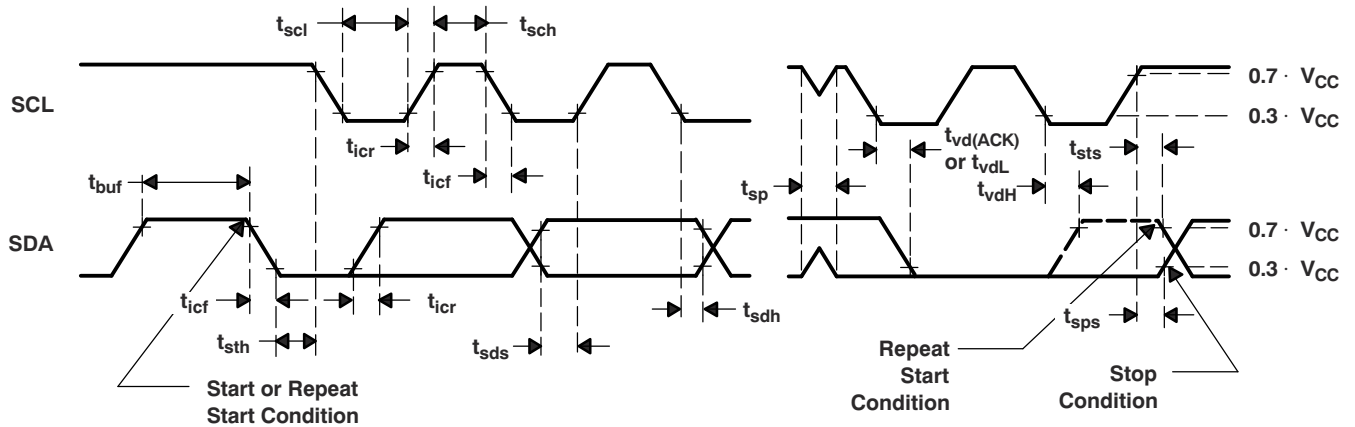 tscl
tsch
SCL
0.7 · VCC
0.3 · VCC
ticr
ticf
tvd(ACK)
or tvdL
tsts
tbuf
tsp
tvdH
SDA
0.7 · VCC
0.3 · VCC
ticf
ticr
tsdh
tsps
tsth
tsds
Start or Repeat
Start Condition
Repeat
Start
Condition
Stop
Condition